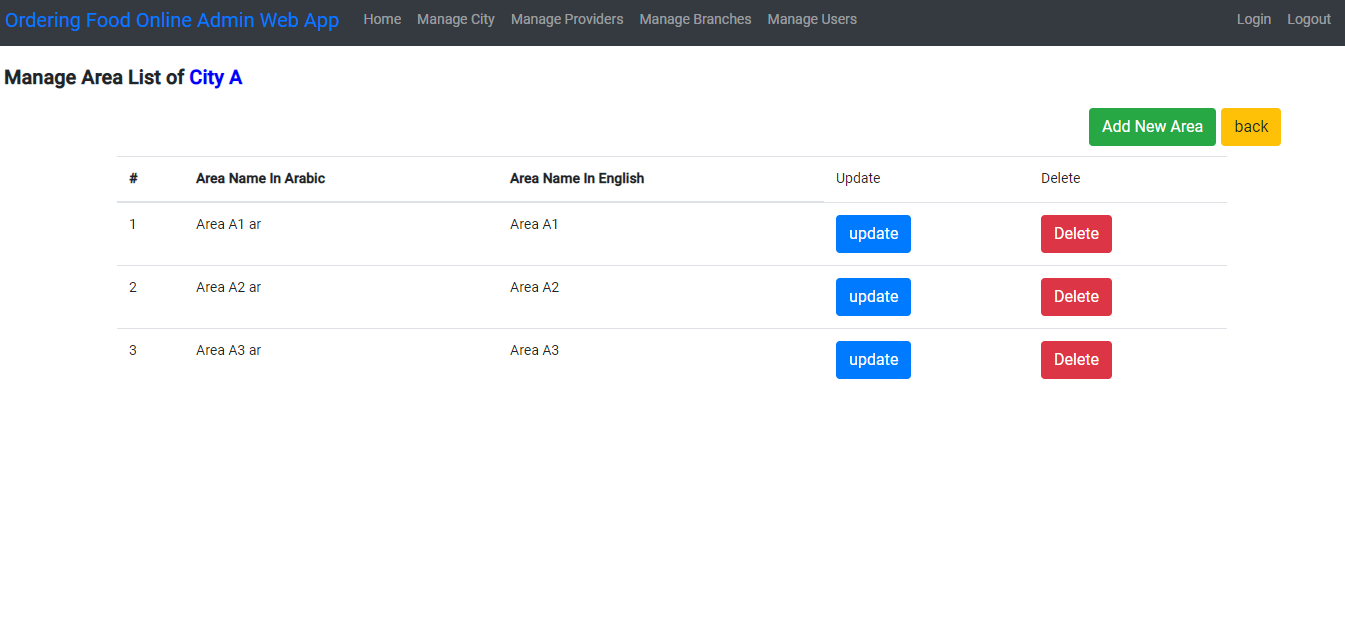 Ordering Food Online Admin Web App Home Manage City Manage Providers Manage Branches Manage Users Login Logout
Manage Area List of City A
Add New Area back
# Area Name In Arabic Area Name In English Update Delete
1 Area A1 ar Area A1 update Delete
2 Area A2 ar Area A2 update Delete
3 Area A3 ar Area A3 update Delete